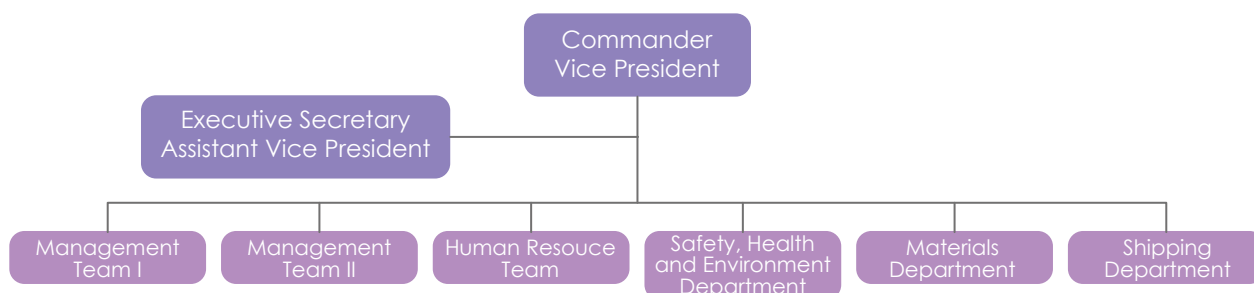 Commander
Vice President
Executive Secretary
Assistant Vice President
Management
Team I
Management
Team II
Human Resouce
Team
Safety, Health
and Environment
Department
Materials
Department
Shipping
Department